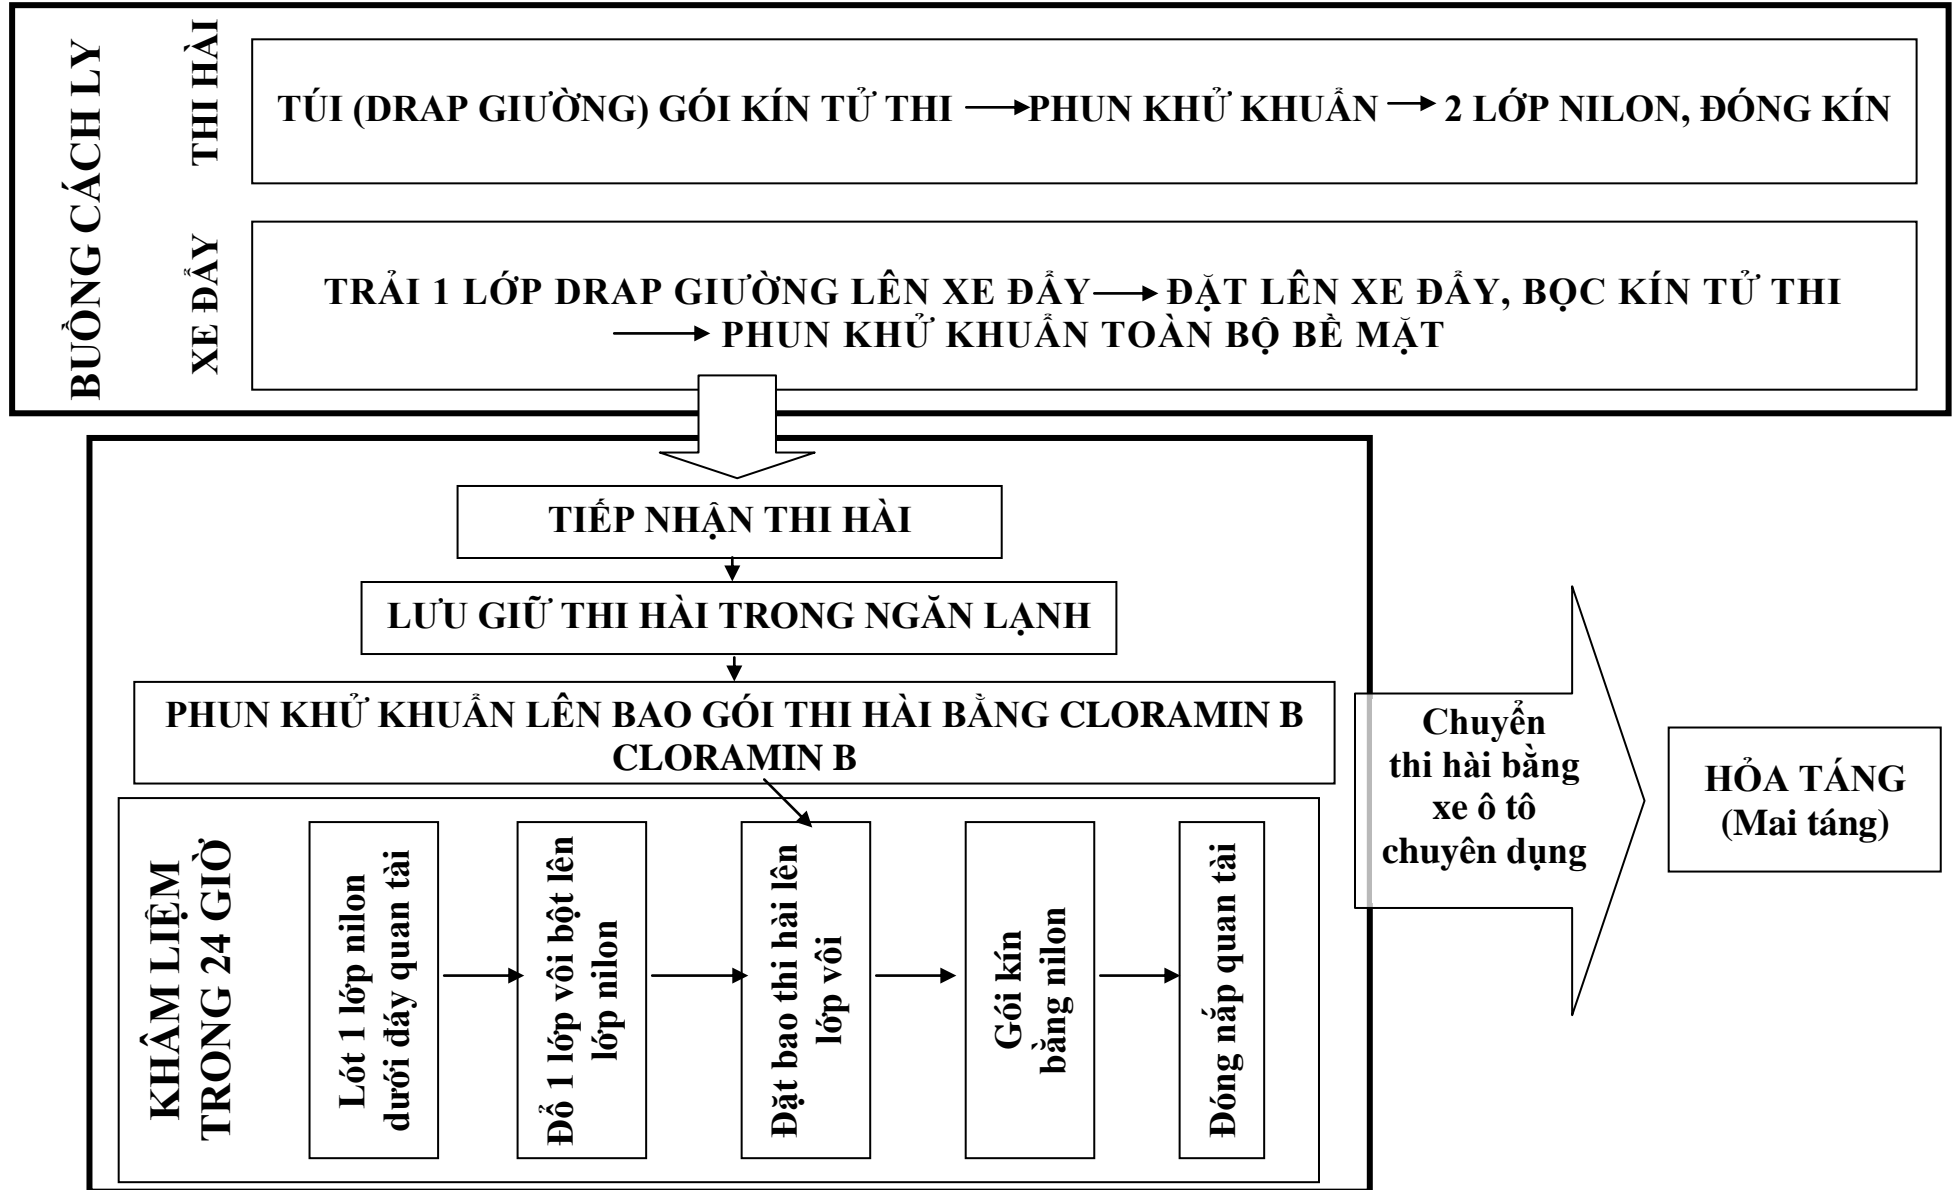 BUỒNG CÁCH LY
THI HÀI
TÚI (DRAP GIƯỜNG) GÓI KÍN TỬ THI → PHUN KHỬ KHUẨN → 2 LỚP NILON, ĐÓNG KÍN
XE ĐẨY
TRẢI 1 LỚP DRAP GIƯỜNG LÊN XE ĐẨY → ĐẶT LÊN XE ĐẨY, BỌC KÍN TỬ THI
→ PHUN KHỬ KHUẨN TOÀN BỘ BỀ MẶT
TIẾP NHẬN THI HÀI
LƯU GIỮ THI HÀI TRONG NGĂN LẠNH
PHUN KHỬ KHUẨN LÊN BAO GÓI THI HÀI BẰNG CLORAMIN B
CLORAMIN B
KHÂM LIỆM
TRONG 24 GIỜ
Lót 1 lớp nilon
dưới đáy quan tài
Đổ 1 lớp vôi bột lên
lớp nilon
Đặt bao thi hài lên
lớp vôi
Gói kín
bằng nilon
Đóng nắp quan tài
Chuyển
thi hài bằng
xe ô tô
chuyên dụng
HỎA TÁNG
(Mai táng)